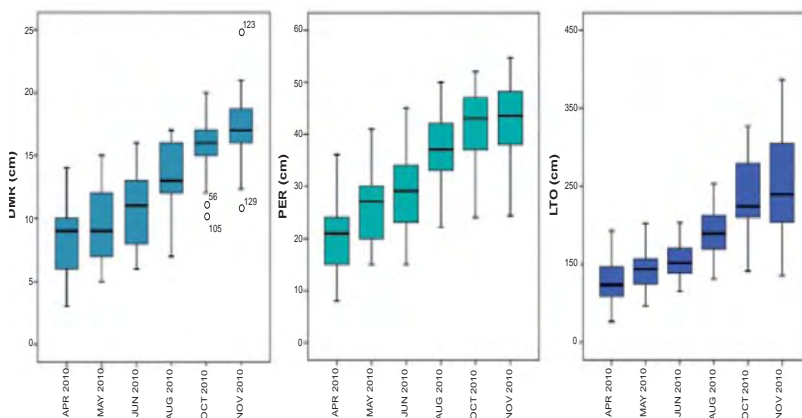 DMR (cm)
25
20
15
10
5
0
123
56
105
129
APR 2010
MAY 2010
JUN 2010
AUG 2010
OCT 2010
NOV 2010
PER (cm)
60
40
30
20
0
APR 2010
MAY 2010
JUN 2010
AUG 2010
OCT 2010
NOV 2010
LTO (cm)
450
350
250
150
0
APR 2010
MAY 2010
JUN 2010
AUG 2010
OCT 2010
NOV 2010